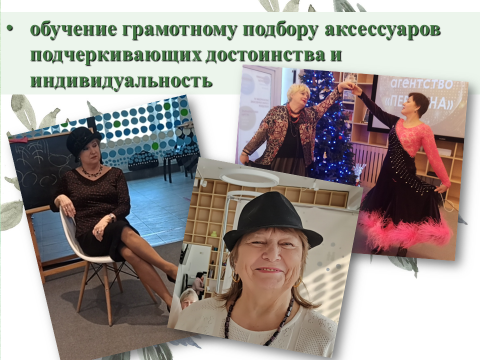 • обучение грамотному подбору аксессуаров
подчеркивающих достоинства и
индивидуальность
агентство